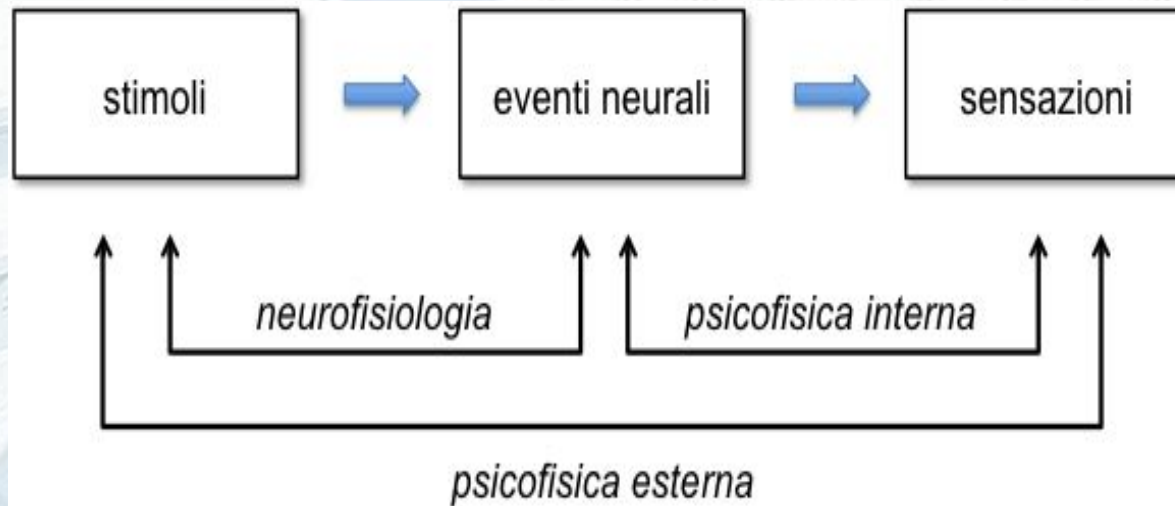 stimoli
eventi neurali
sensazioni
neurofisiologia
psicofisica interna
psicofisica esterna